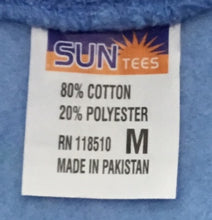 SUN TEES
80% COTTON
20% POLYESTER
RN 118510 M
MADE IN PAKISTAN